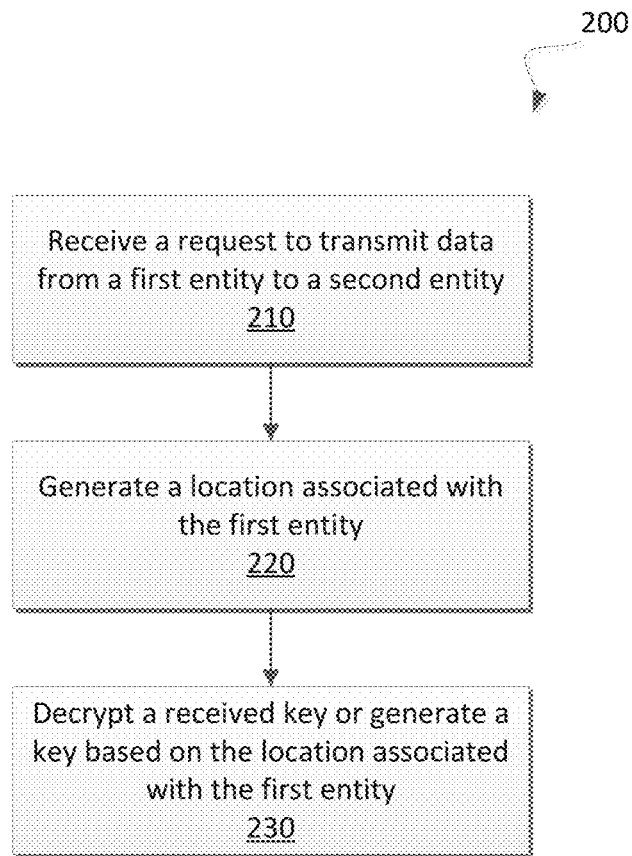 200
Receive a request to transmit data
from a first entity to a second entity
210
Generate a location associated with
the first entity
220
Decrypt a received key or generate a
key based on the location associated
with the first entity
230